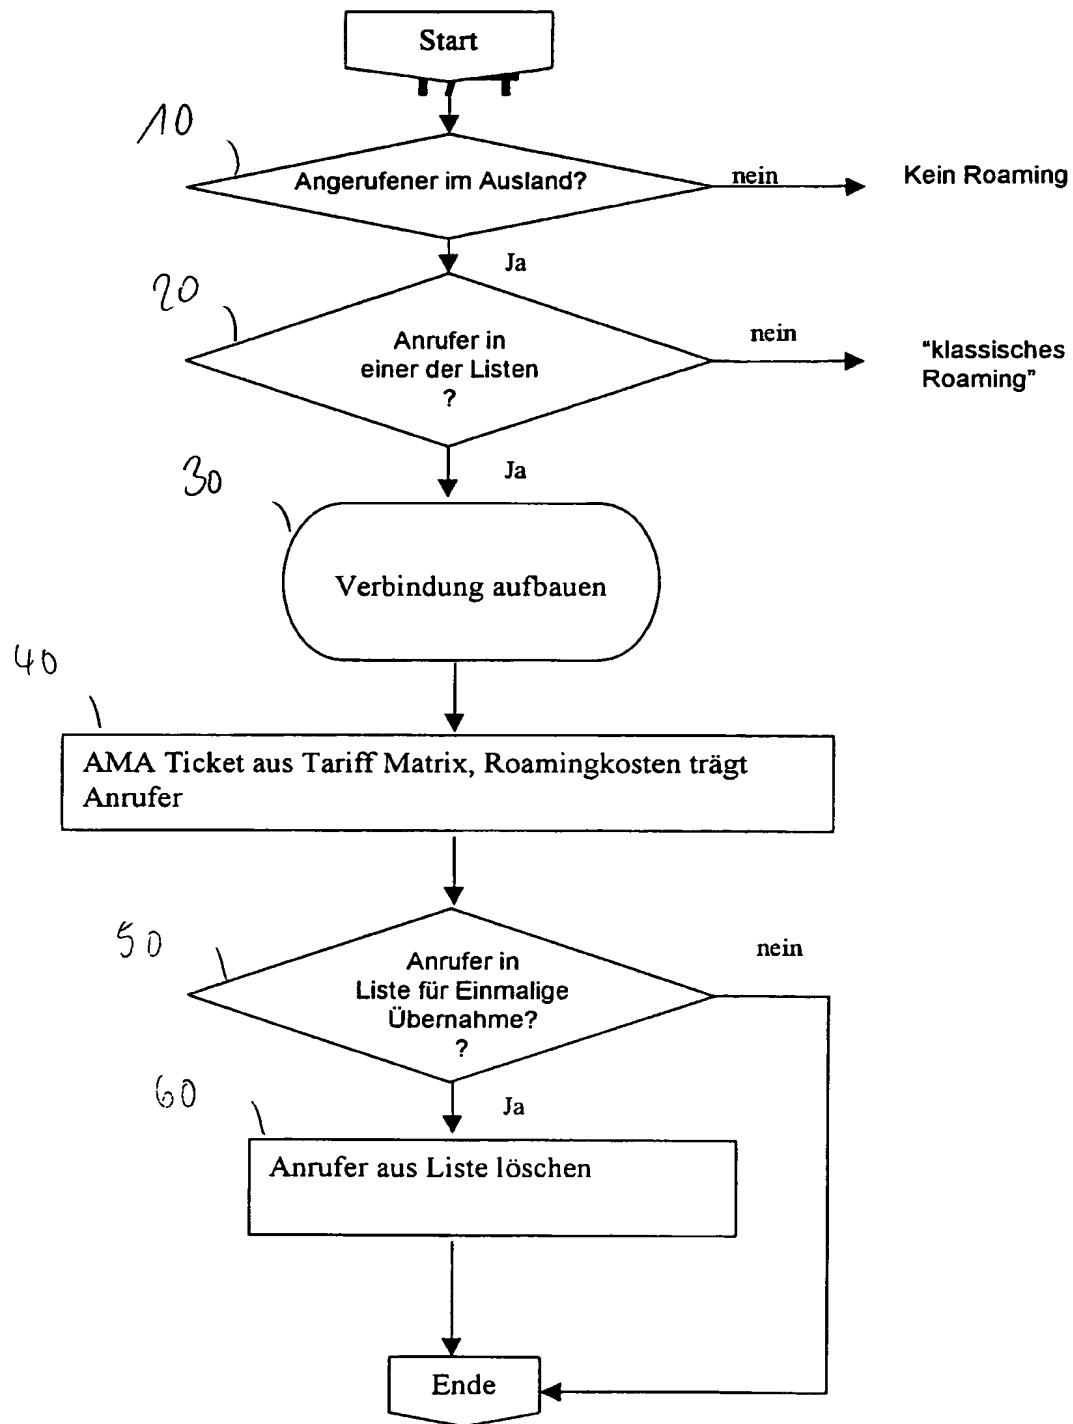 Start
10
Angerufener im Ausland?
nein
Kein Roaming
Ja
20
Anrufer in
einer der Listen
?
nein
"klassisches
Roaming"
Ja
30
Verbindung aufbauen
40
AMA Ticket aus Tariff Matrix, Roamingkosten trägt
Anrufer
50
Anrufer in
Liste für Einmalige
Übernahme?
?
nein
Ja
60
Anrufer aus Liste löschen
Ende